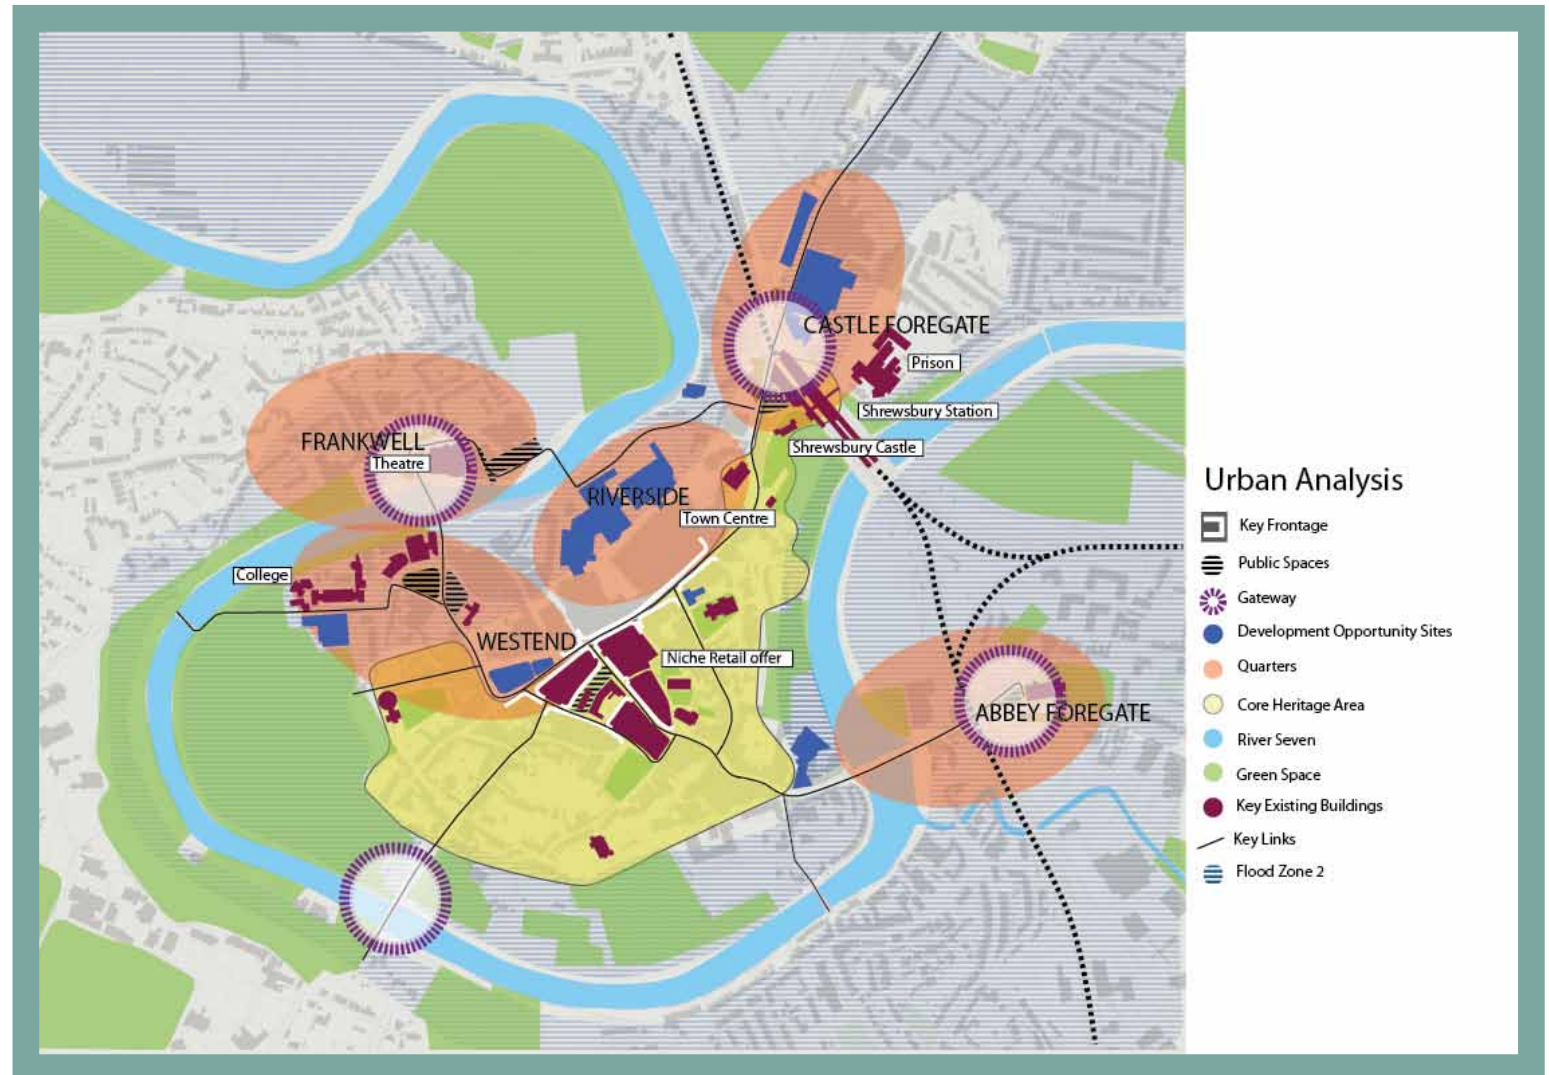 CASTLE FOREGATE
Prison
Shrewsbury Station
Shrewsbury Castle
FRANKWELL
Theatre
RIVERSIDE
Town Centre
College
WESTEND
Niche Retail offer
ABBEY FOREGATE
Urban Analysis
Key Frontage
Public Spaces
Gateway
Development Opportunity Sites
Quarters
Core Heritage Area
River Seven
Green Space
Key Existing Buildings
Key Links
Flood Zone 2